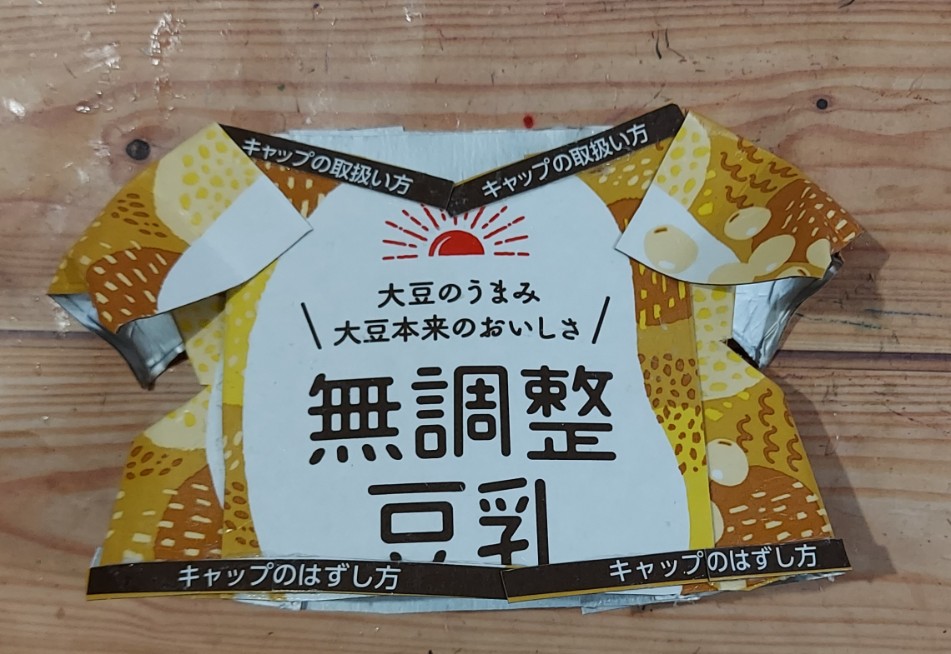 キャップの取扱い方
キャップの取扱い方
大豆のうまみ
大豆本来のおいしさ
無調整
豆乳
キャップのはずし方
キャップのはずし方